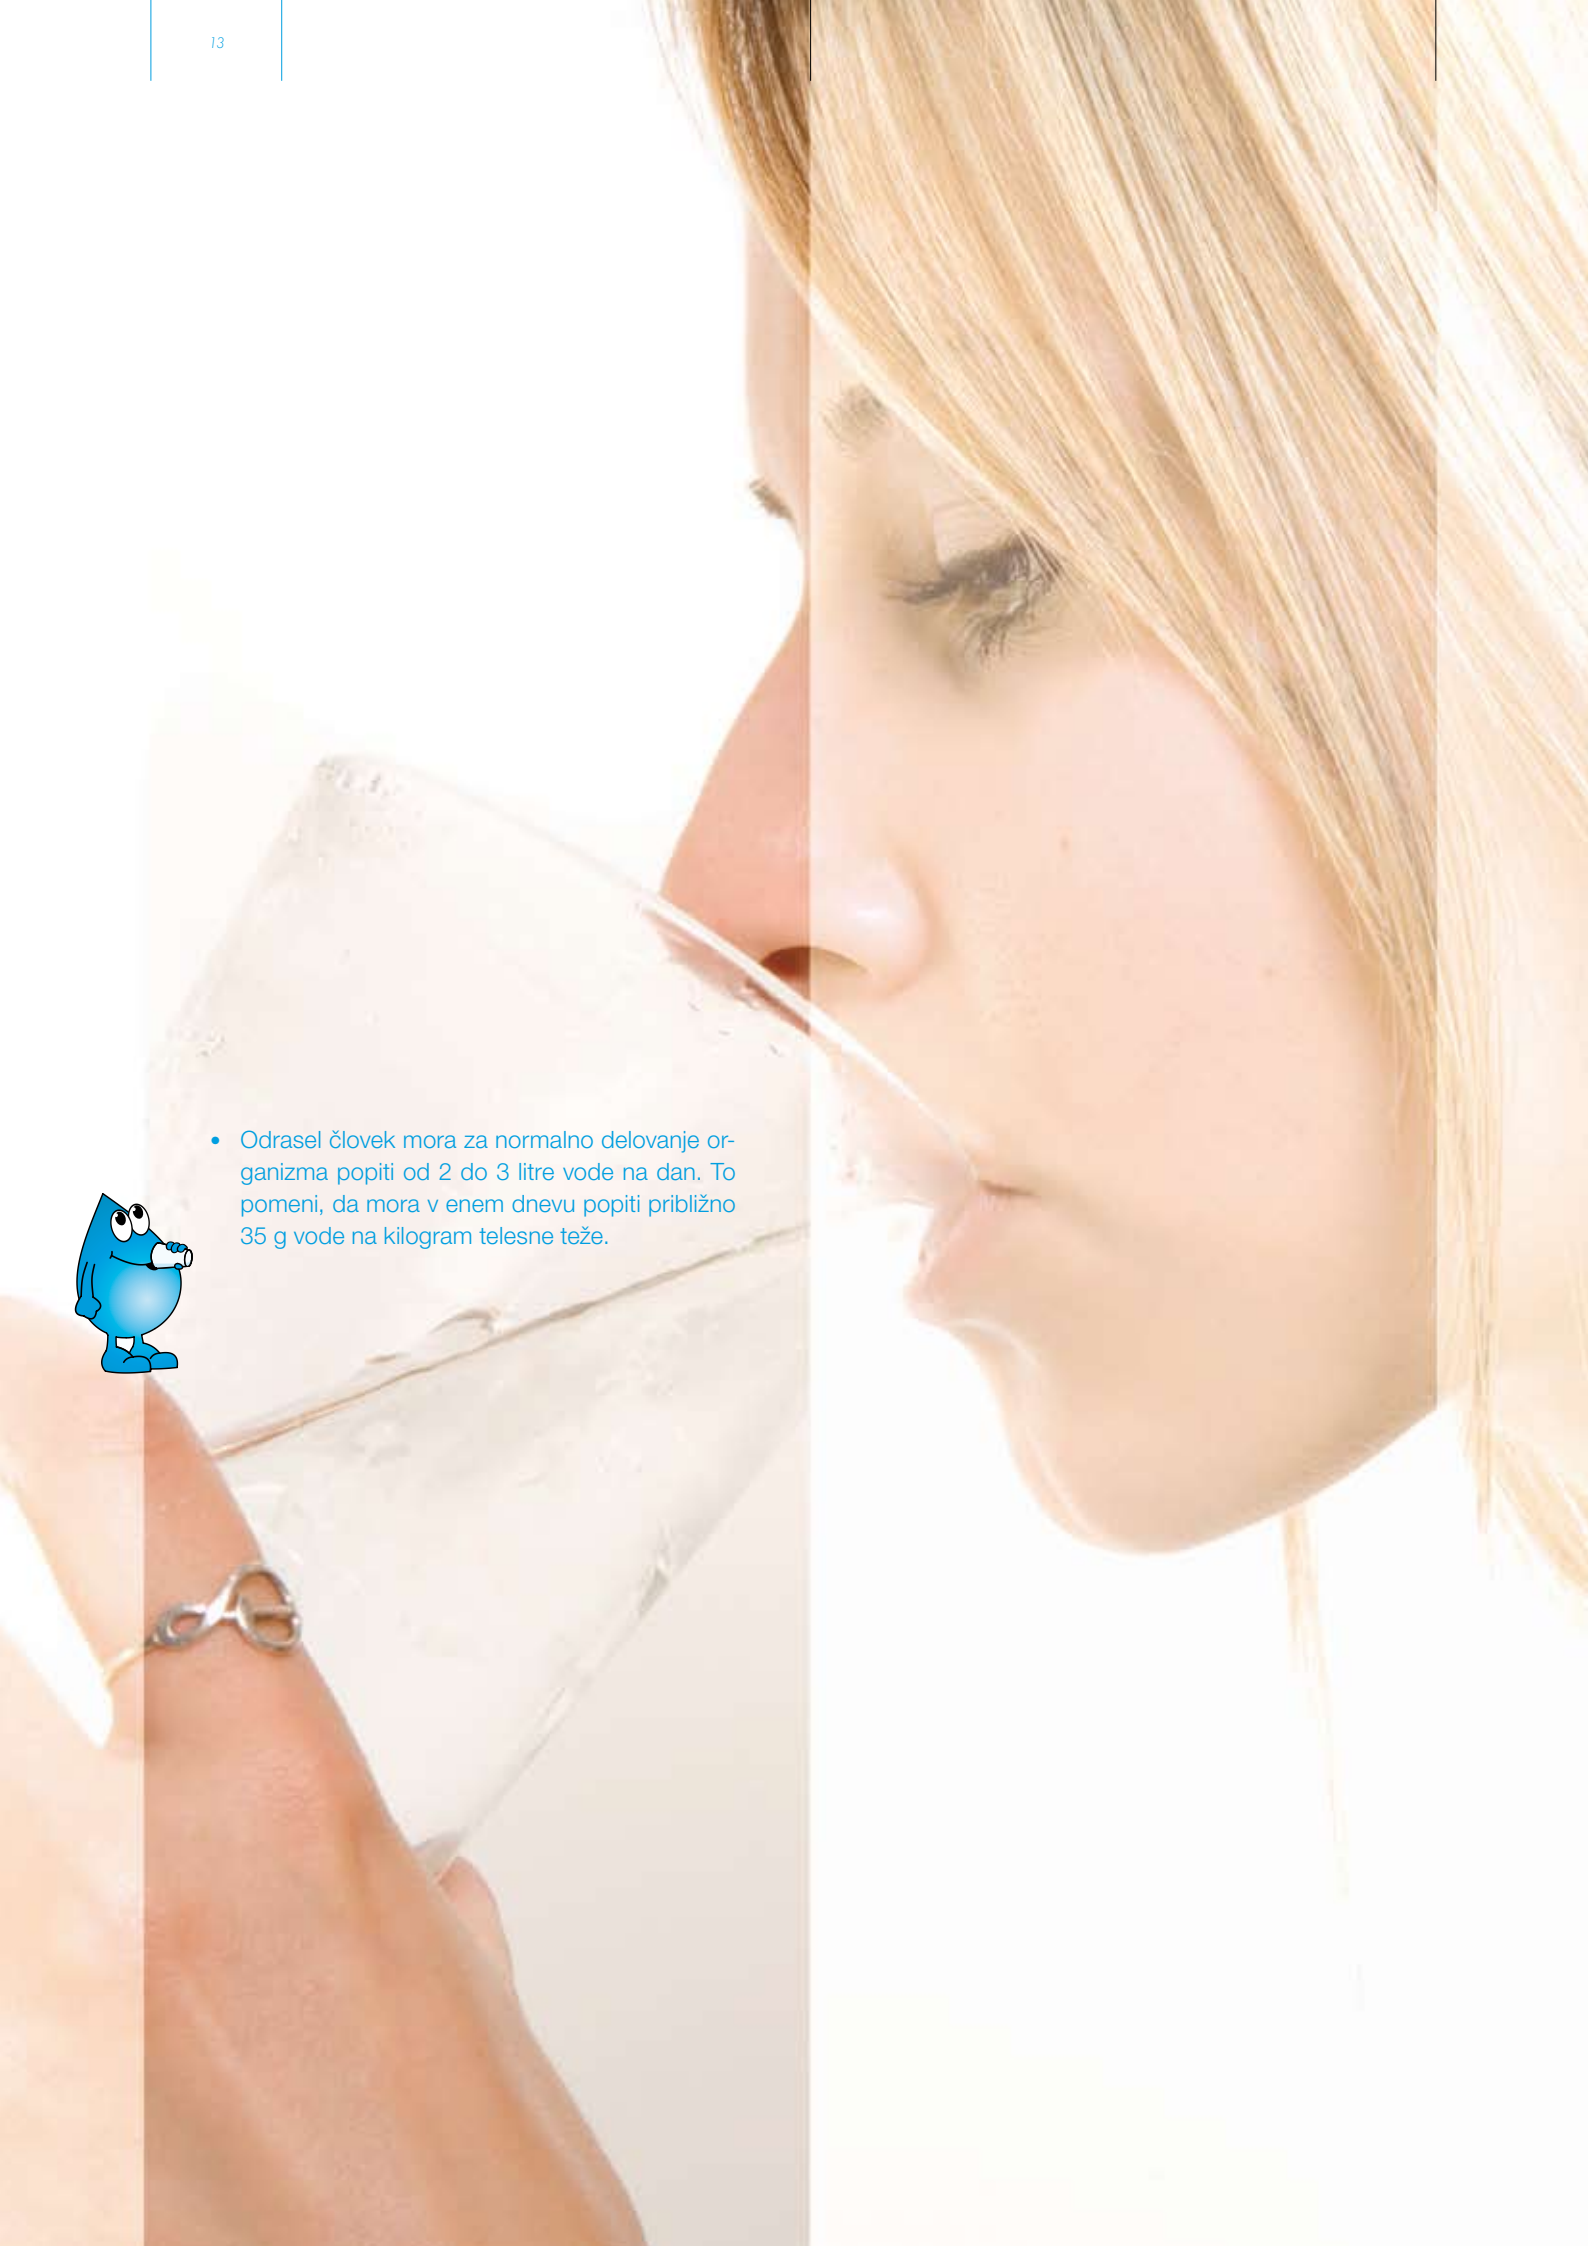 13
• Odrasel človek mora za normalno delovanje or-
ganizma popiti od 2 do 3 litre vode na dan. To
pomeni, da mora v enem dnevu popiti približno
35 g vode na kilogram telesne teže.